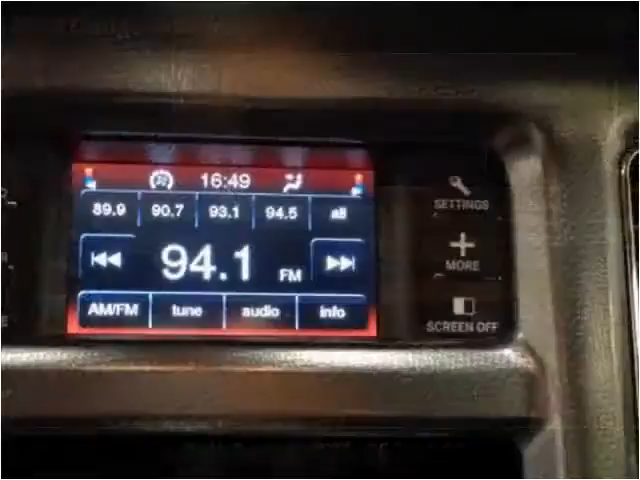 16:49
89.9 90.7 93.1 94.5 all
94.1 FM
AM/FM tune audio info
SETTINGS
MORE
SCREEN OFF